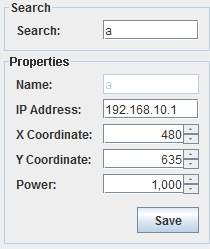 Search
Search: a
Properties
Name: a
IP Address: 192.168.10.1
X Coordinate: 480
Y Coordinate: 635
Power: 1,000
Save